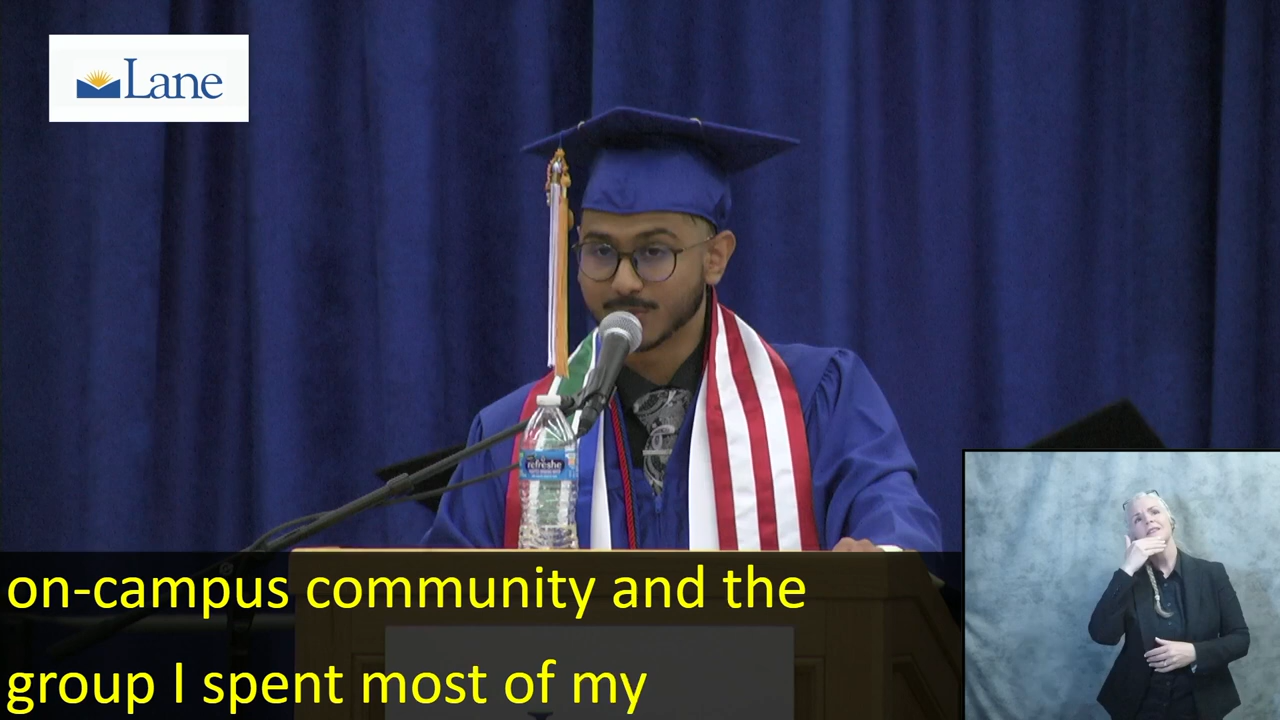 Lane
refreshe
on-campus community and the
group I spent most of my